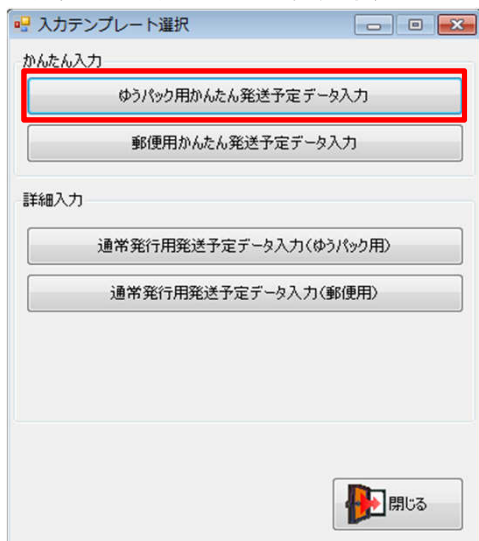 入力テンプレート選択
かんたん入力
ゆうパック用かんたん発送予定データ入力
郵便用かんたん発送予定データ入力
詳細入力
通常発行用発送予定データ入力(ゆうパック用)
通常発行用発送予定データ入力(郵便用)
閉じる